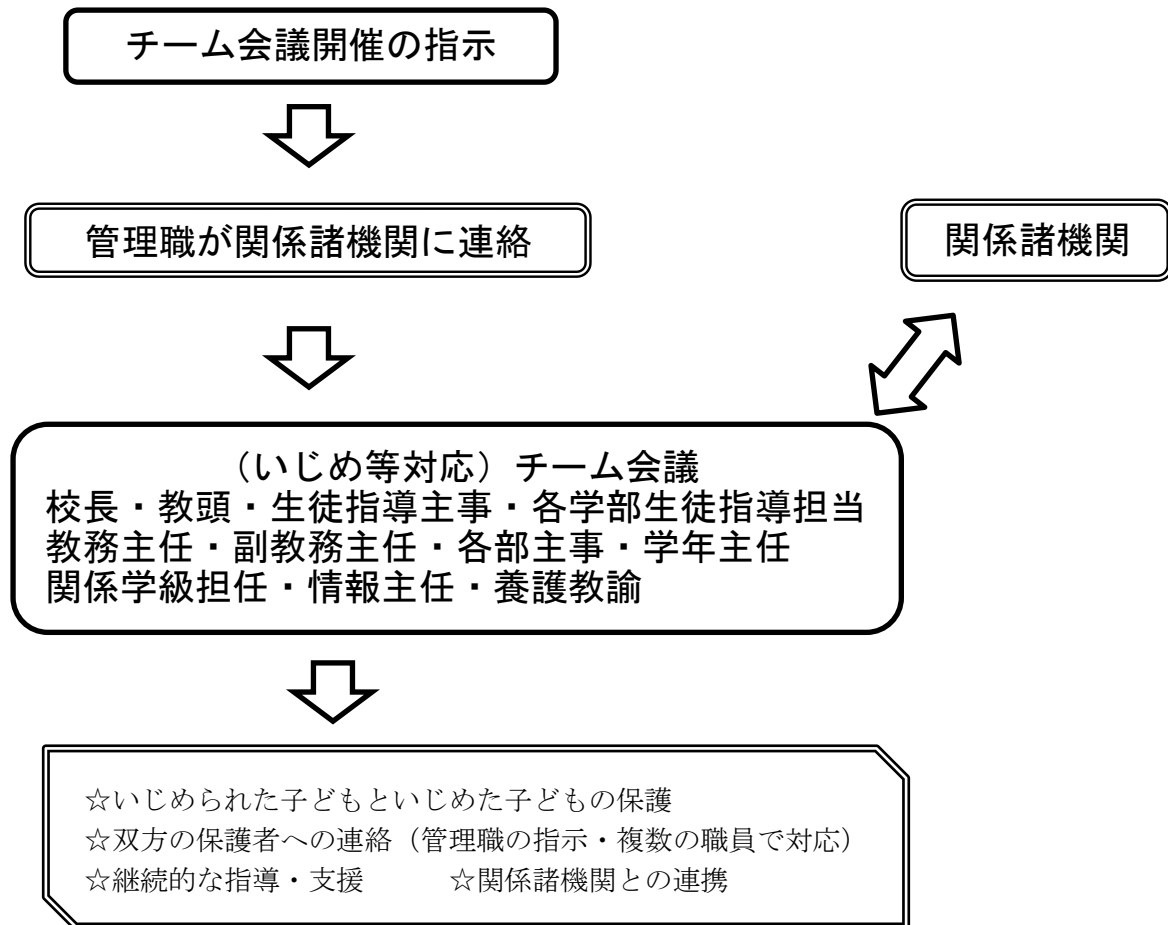 チーム会議開催の指示
管理職が関係諸機関に連絡
関係諸機関
（いじめ等対応）チーム会議
校長・教頭・生徒指導主事・各学部生徒指導担当
教務主任・副教務主任・各部主事・学年主任
関係学級担任・情報主任・養護教諭
☆いじめられた子どもといじめた子どもの保護
☆双方の保護者への連絡（管理職の指示・複数の職員で対応）
☆継続的な指導・支援　　　☆関係諸機関との連携